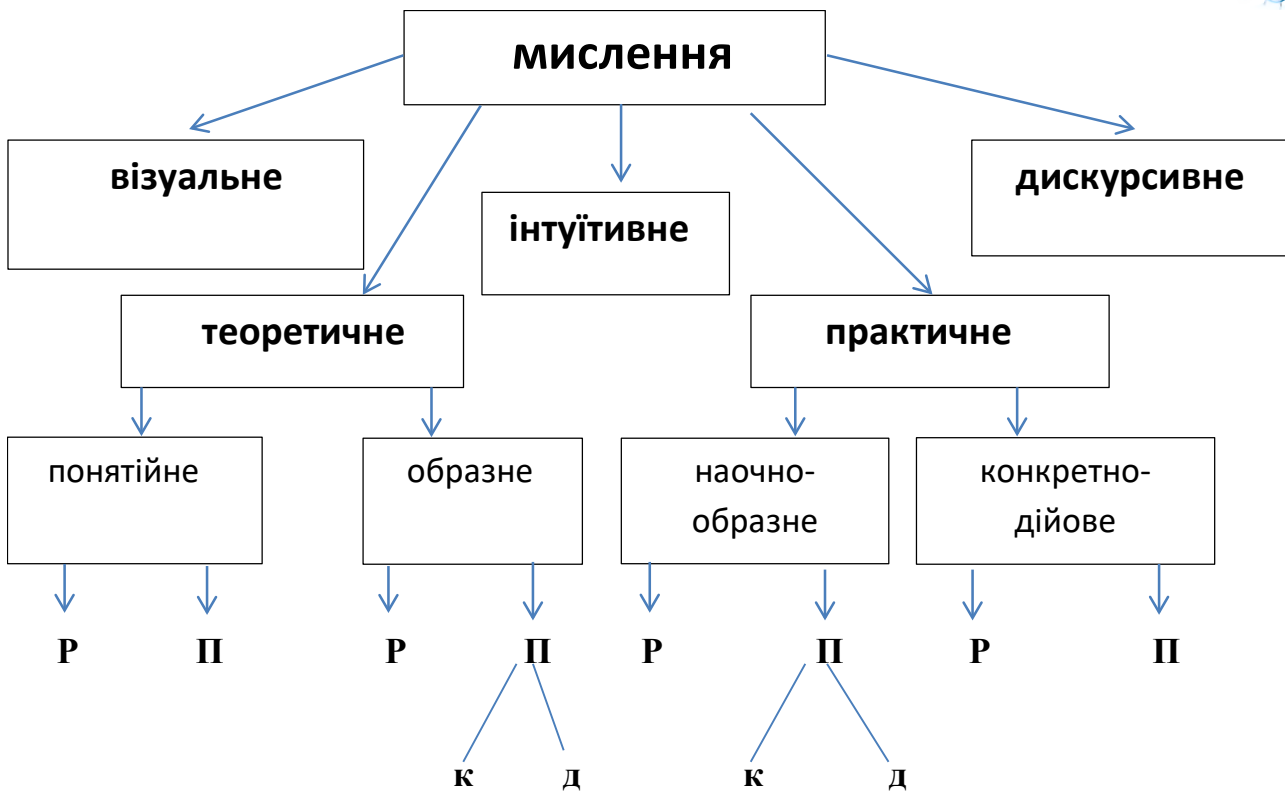 мислення
візуальне
дискурсивне
інтуїтивне
теоретичне
практичне
понятійне
образне
наочно-
образне
конкретно-
дійове
Р П Р П Р П Р П
к д к д